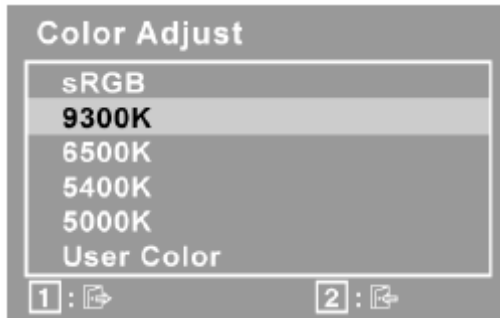 Color Adjust
sRGB
9300K
6500K
5400K
5000K
User Color
1 : 2 :